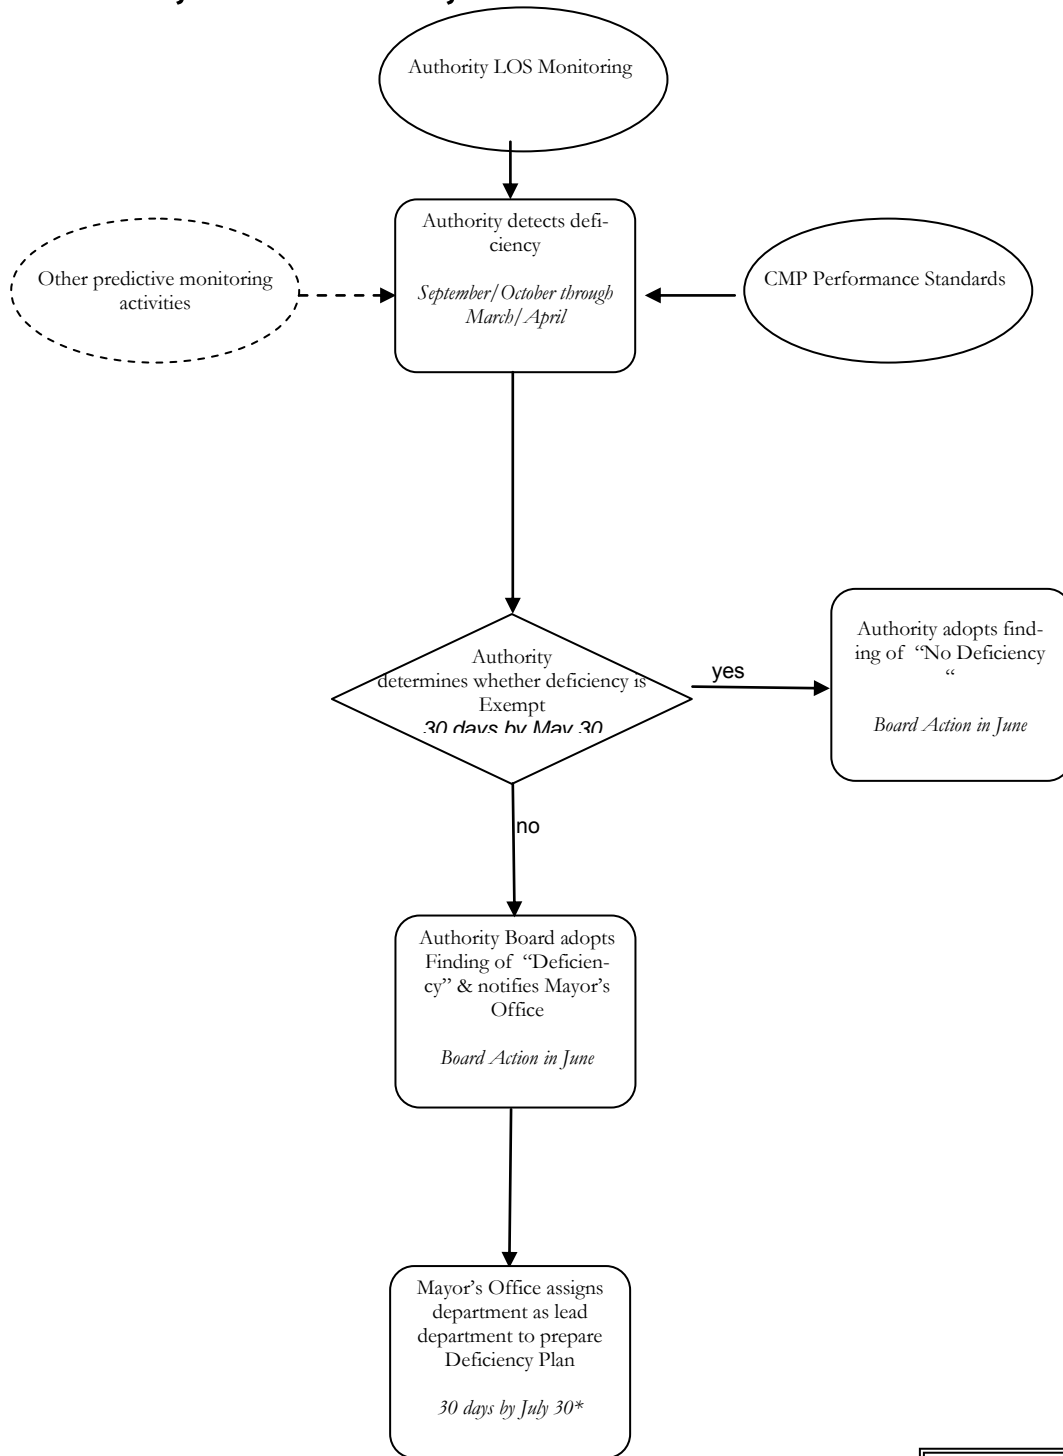 Authority LOS Monitoring
Authority detects defi-
ciency
September/October through
March/April
Other predictive monitoring
activities
CMP Performance Standards
Authority
determines whether deficiency is
Exempt
30 days by May 30
yes
Authority adopts find-
ing of “No Deficiency
“
Board Action in June
no
Authority Board adopts
Finding of “Deficien-
cy” & notifies Mayor’s
Office
Board Action in June
Mayor’s Office assigns
department as lead
department to prepare
Deficiency Plan
30 days by July 30*